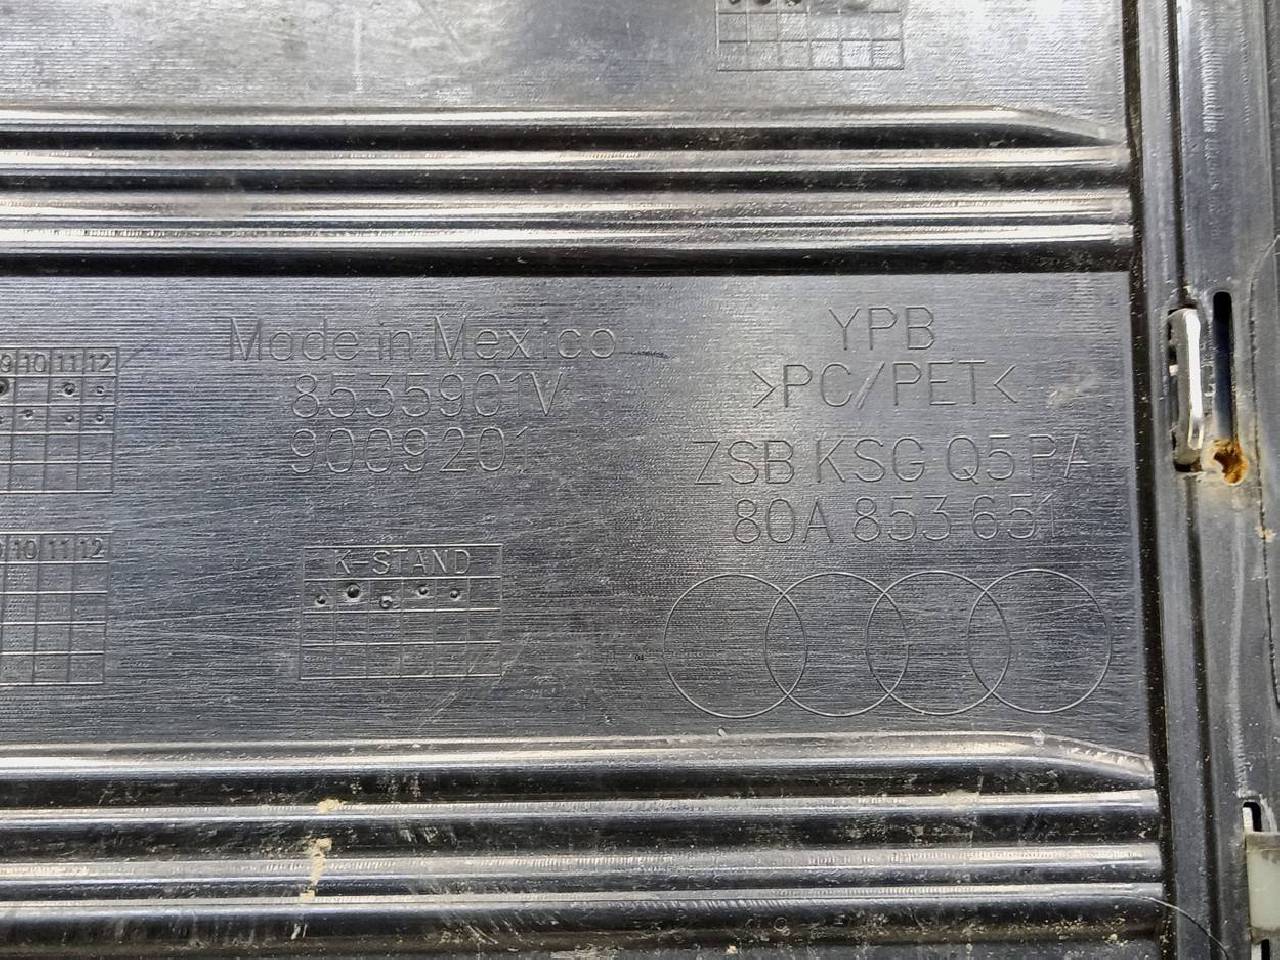 Made in Mexico
8535901V
9009201
YPB
>PC/PET<
ZSB KSG Q5 PA
80A 853 651
9 10 11 12
K-STAND
10 11 12